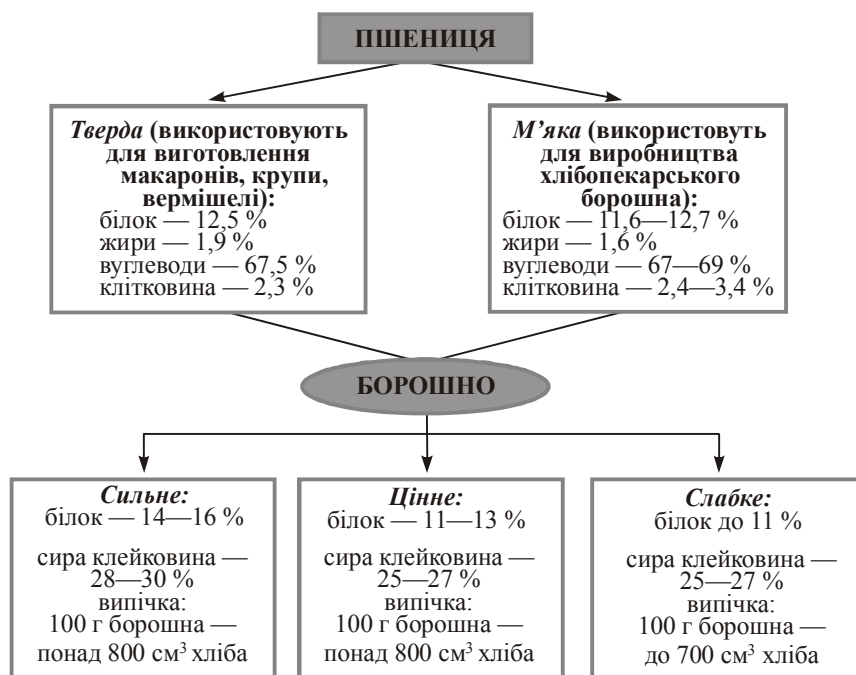 ПШЕНИЦЯ
Тверда (використовують
для виготовлення
макаронів, крупи,
вермішелі):
білок — 12,5 %
жири — 1,9 %
вуглеводи — 67,5 %
клітковина — 2,3 %
М’яка (використовуть
для виробництва
хлібопекарського
борошна):
білок — 11,6—12,7 %
жири — 1,6 %
вуглеводи — 67—69 %
клітковина — 2,4—3,4 %
БОРОШНО
Сильне:
білок — 14—16 %
сира клейковина —
28—30 %
випічка:
100 г борошна —
понад 800 см³ хліба
Цінне:
білок — 11—13 %
сира клейковина —
25—27 %
випічка:
100 г борошна —
понад 800 см³ хліба
Слабке:
білок до 11 %
сира клейковина —
25—27 %
випічка:
100 г борошна —
до 700 см³ хліба